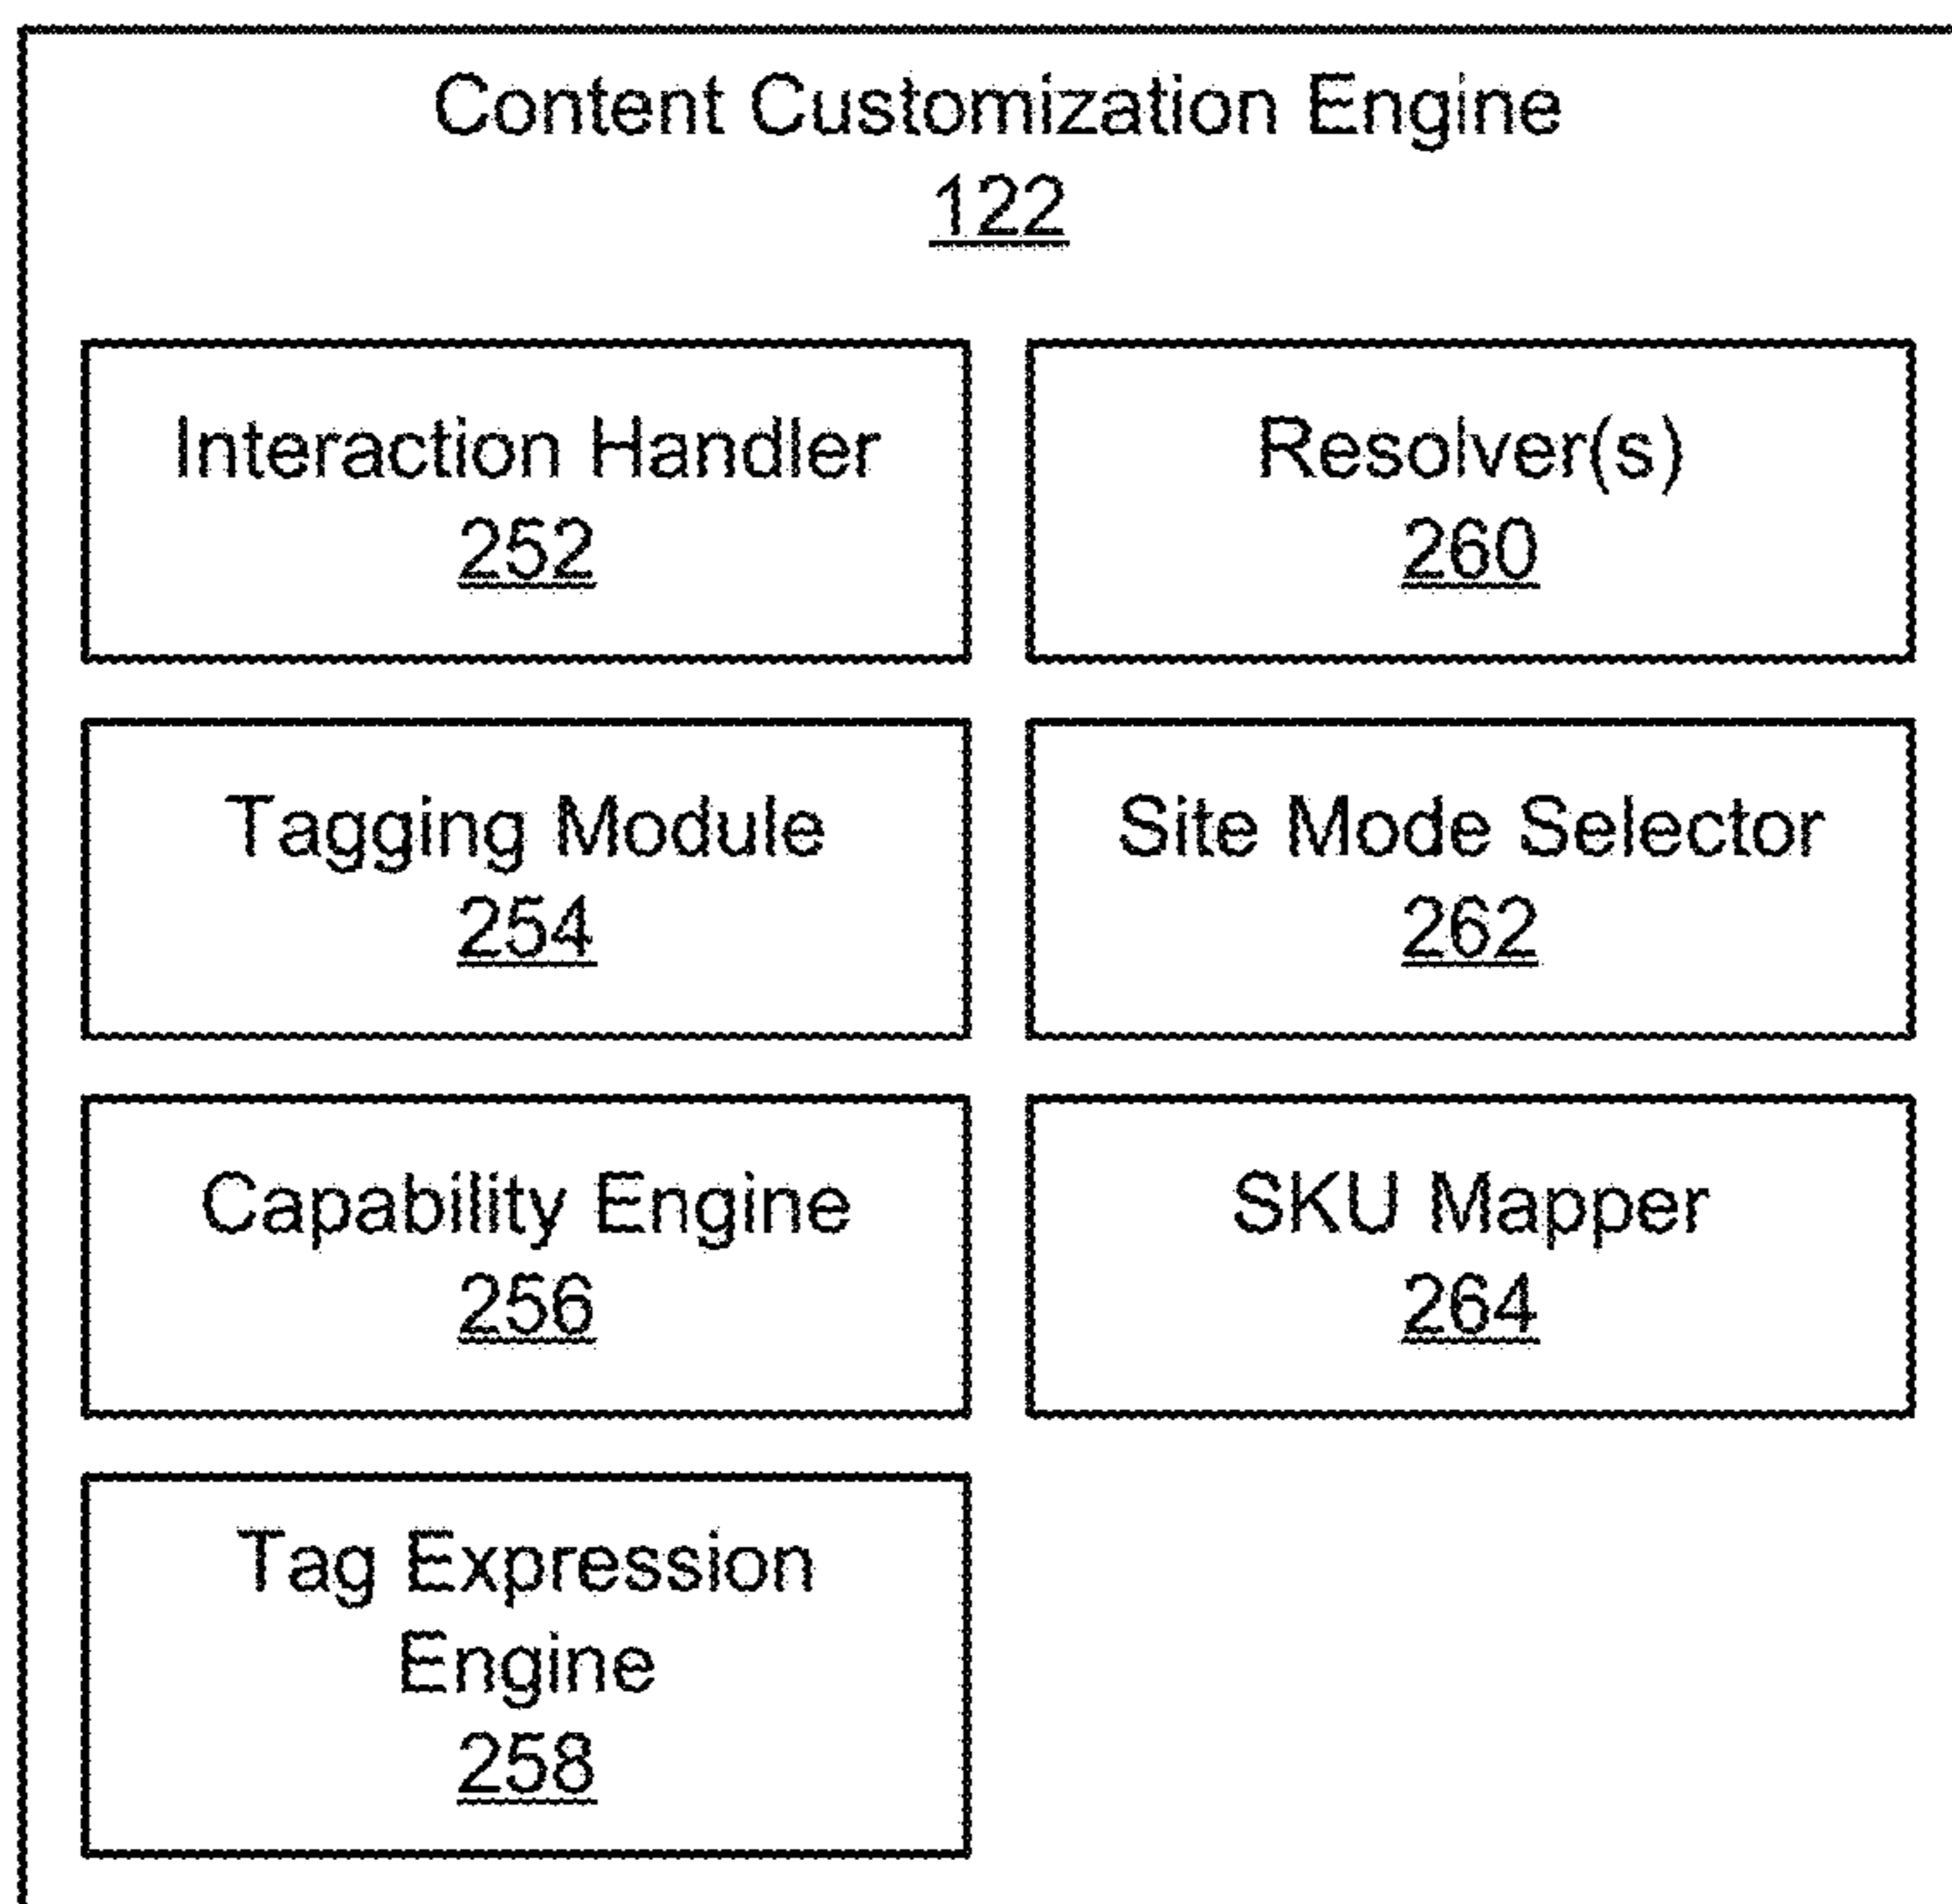 Content Customization Engine
122
Interaction Handler
252
Resolver(s)
260
Tagging Module
254
Site Mode Selector
262
Capability Engine
256
SKU Mapper
264
Tag Expression
Engine
258